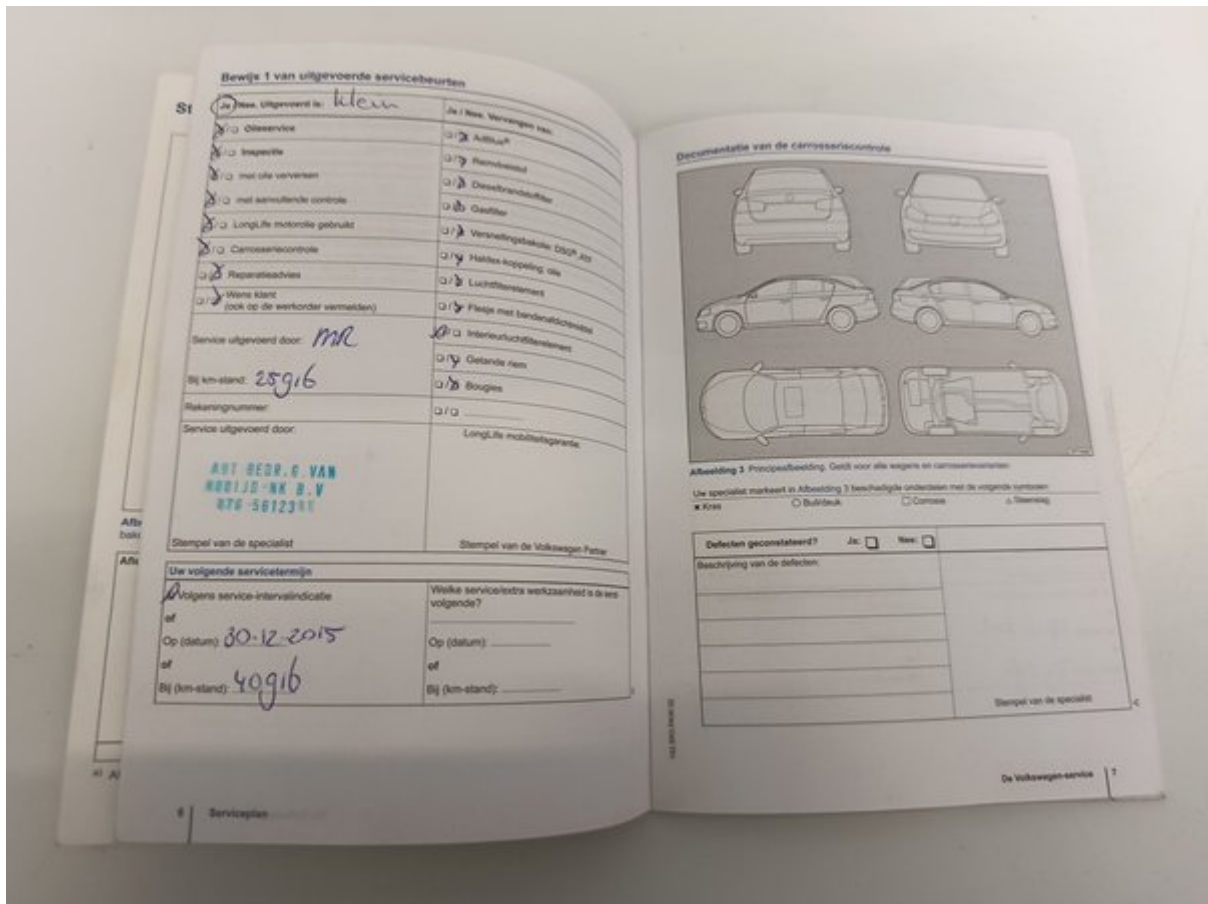 Bewijs 1 van uitgevoerde servicebeurten
Ja / Nee. Uitgevoerd is: klein
Olieservice
Inspectie
met olie verversen
met aanvullende controle
LongLife motorolie gebruikt
Carrosseriecontrole
Reparatieadvies
Wens klant
(ook op de werkorder vermelden)
Service uitgevoerd door: MR
Bij km-stand: 25916
Rekeningnummer:
Service uitgevoerd door:
076-56123
Stempel van de specialist
Ja / Nee. Vervangen van:
AdBlue®
Remvloeistof
Dieselbrandstoffilter
Gasfilter
Versnellingsbakolie: DSG®,
Haldex-koppeling: olie
Luchtfilterelement
Flesje met bandenafdichtmiddel
Interieurluchtfilterelement
Getande riem
Bougies
LongLife mobiliteitsgarantie:
Stempel van de Volkswagen Partner
Uw volgende servicetermijn
Volgens service-intervalindicatie
of
Op (datum): 30-12-2015
of
Bij (km-stand): 40916
Welke service/extra werkzaamheid is de eerst
volgende?
Op (datum):
of
Bij (km-stand):
6 Serviceplan
Documentatie van de carrosseriecontrole
Afbeelding 3 Principeafbeelding. Geldt voor alle wagens en carrosserievarianten.
Uw specialist markeert in Afbeelding 3 beschadigde onderdelen met de volgende symbolen:
Kras Buil/deuk Corrosie Steenslag
Defecten geconstateerd? Ja: Nee:
Beschrijving van de defecten:
Stempel van de specialist
De Volkswagen-service 7